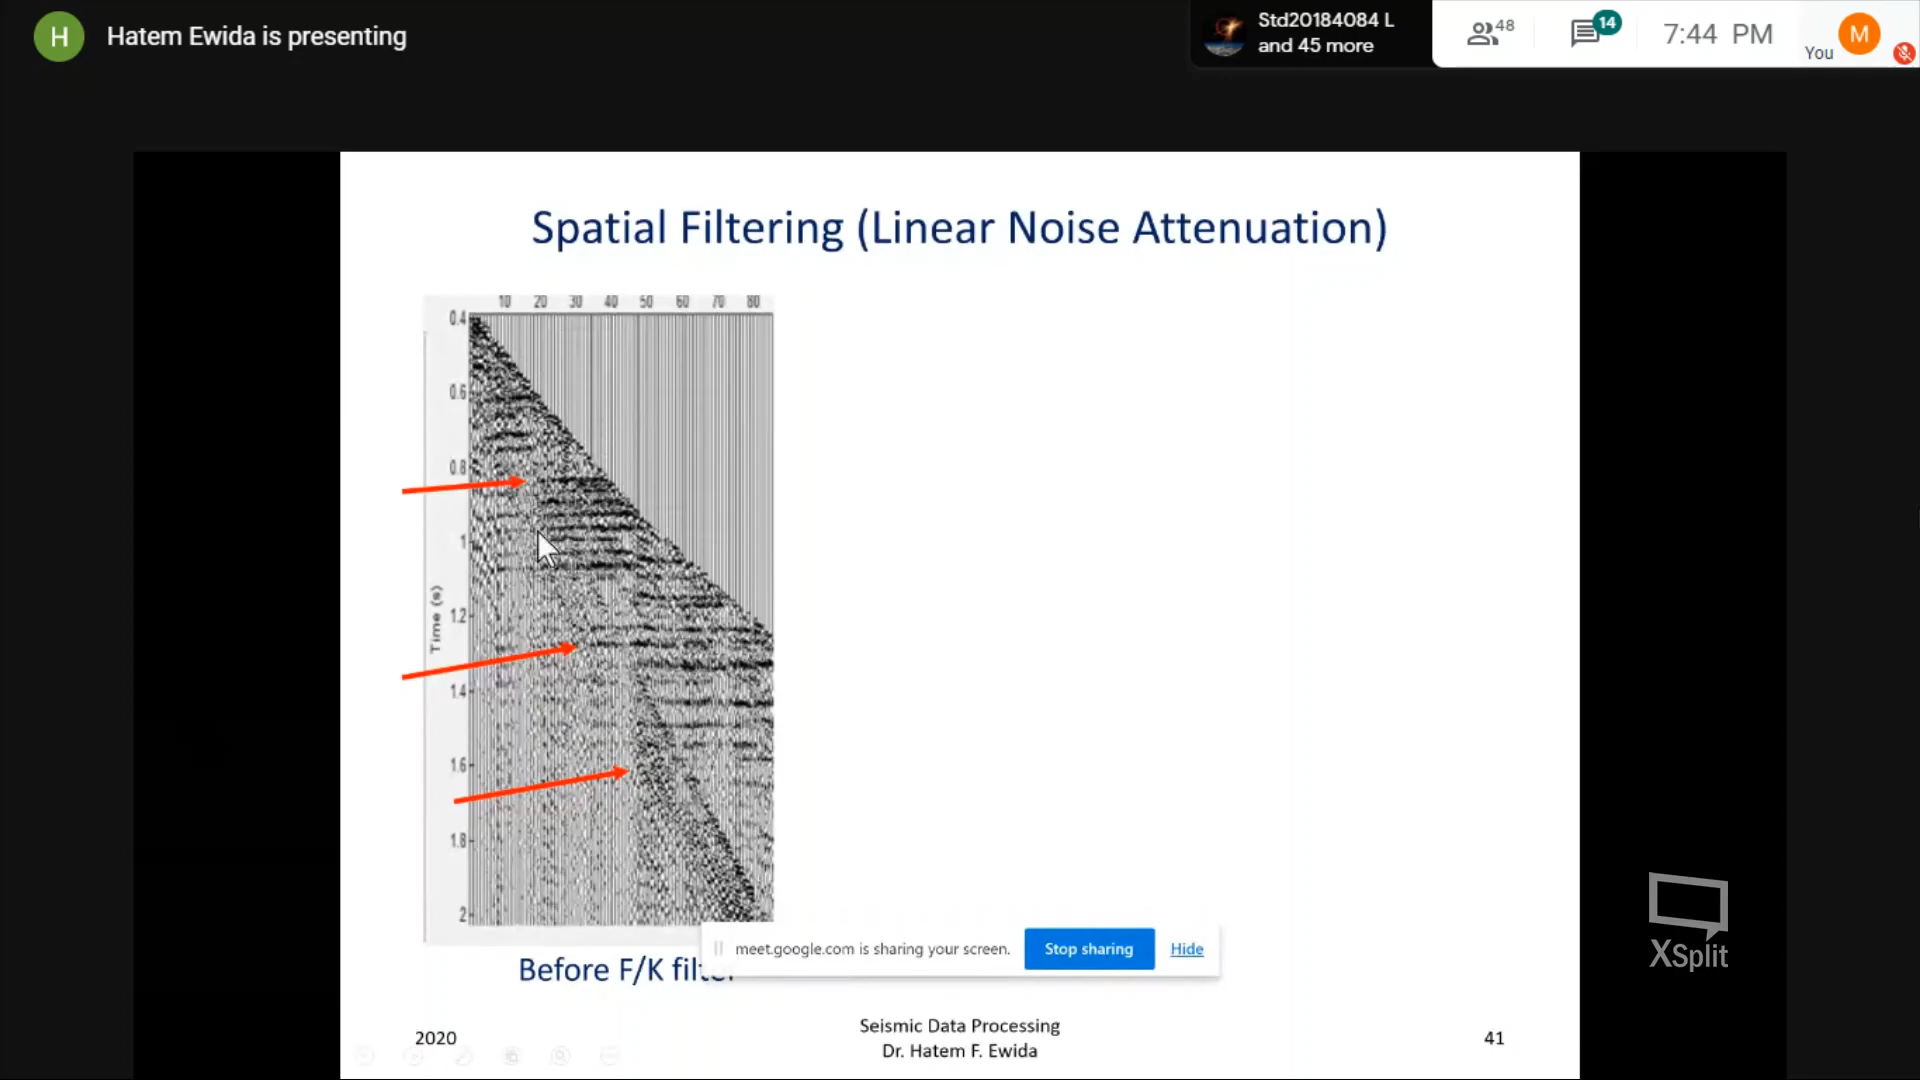 H
Hatem Ewida is presenting
Std20184084 L
and 45 more
48
14
7:44 PM
You
M
Spatial Filtering (Linear Noise Attenuation)
10 20 30 40 50 60 70 80
0.4
0.6
0.8
1
1.2
1.4
1.6
1.8
2
Time (s)
meet.google.com is sharing your screen.
Stop sharing
Hide
Before F/K filter
XSplit
2020
Seismic Data Processing
Dr. Hatem F. Ewida
41